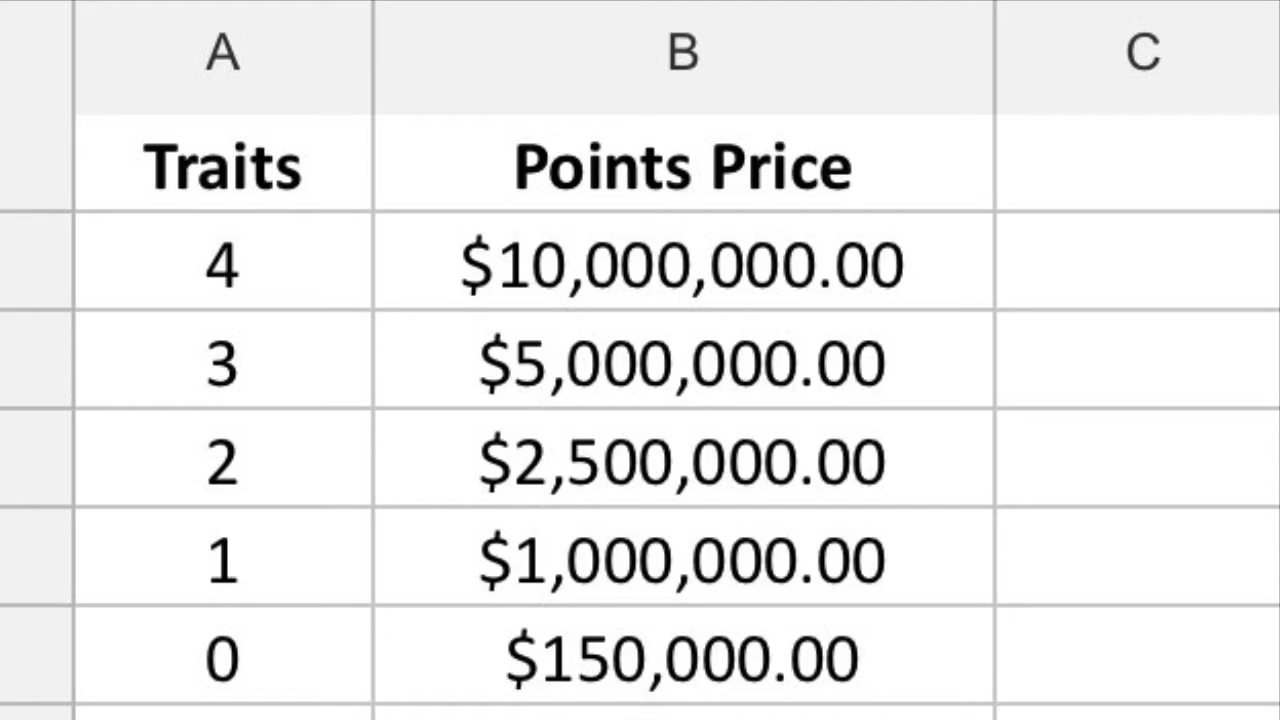 A B C
Traits Points Price
4 $10,000,000.00
3 $5,000,000.00
2 $2,500,000.00
1 $1,000,000.00
0 $150,000.00